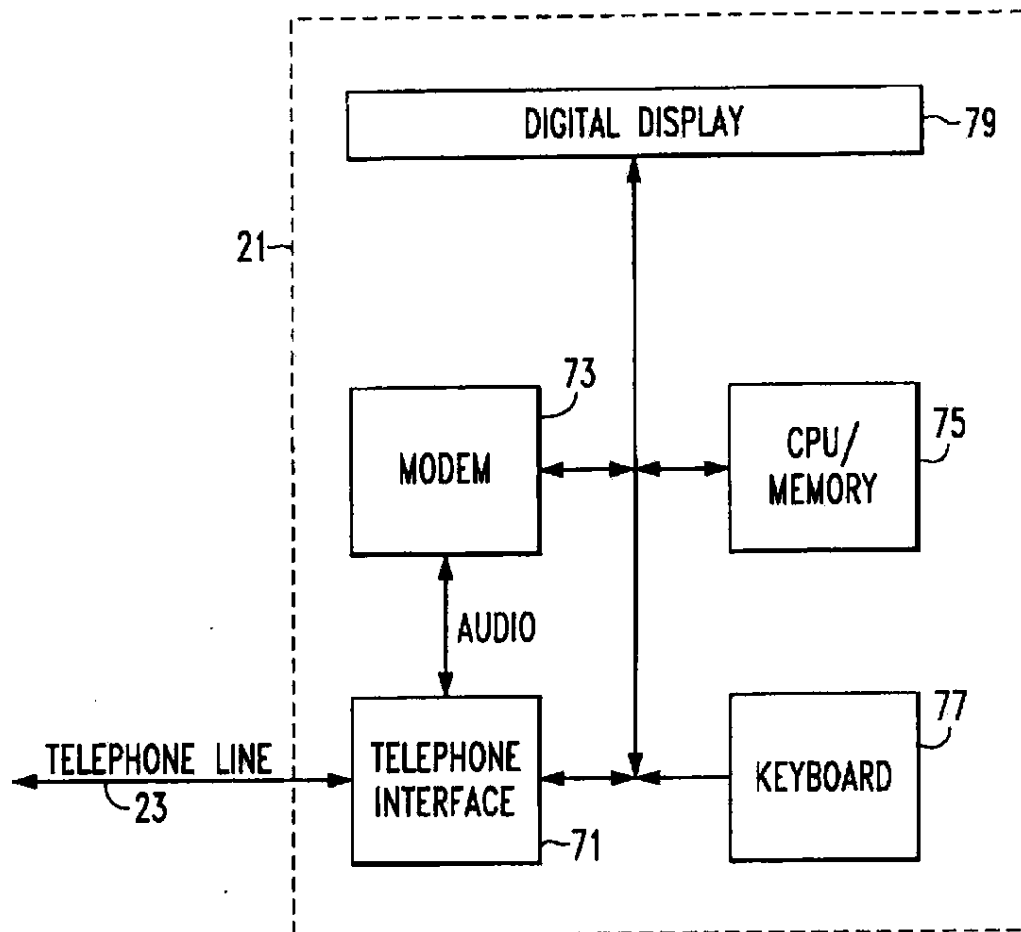 DIGITAL DISPLAY
79
21
73
MODEM
75
CPU/
MEMORY
AUDIO
TELEPHONE LINE
23
TELEPHONE
INTERFACE
71
77
KEYBOARD